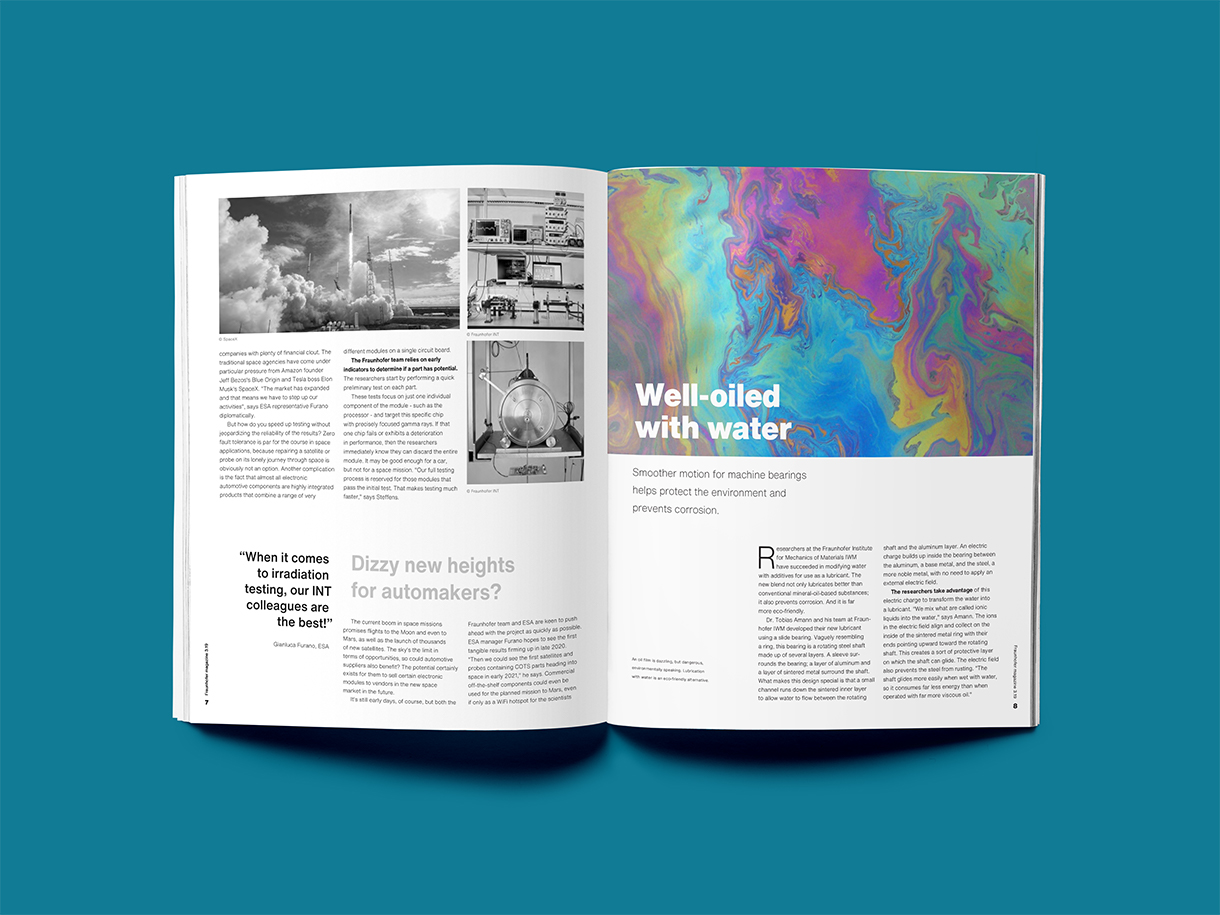 © SpaceX
© Fraunhofer INT
© Fraunhofer INT
companies with plenty of financial clout. The
traditional space agencies have come under
particular pressure from Amazon founder
Jeff Bezos's Blue Origin and Tesla boss Elon
Musk's SpaceX. "The market has expanded
and that means we have to step up our
activities", says ESA representative Furano
diplomatically.
But how do you speed up testing without
jeopardizing the reliability of the results? Zero
fault tolerance is par for the course in space
applications, because repairing a satellite or
probe on its lonely journey through space is
obviously not an option. Another complication
is the fact that almost all electronic
automotive components are highly integrated
products that combine a range of very
different modules on a single circuit board.
The Fraunhofer team relies on early
indicators to determine if a part has potential.
The researchers start by performing a quick
preliminary test on each part.
These tests focus on just one individual
component of the module - such as the
processor - and target this specific chip
with precisely focused gamma rays. If that
one chip fails or exhibits a deterioration
in performance, then the researchers
immediately know they can discard the entire
module. It may be good enough for a car,
but not for a space mission. "Our full testing
process is reserved for those modules that
pass the initial test. That makes testing much
faster," says Steffens.
“When it comes
to irradiation
testing, our INT
colleagues are
the best!”
Gianluca Furano, ESA
Dizzy new heights
for automakers?
The current boom in space missions
promises flights to the Moon and even to
Mars, as well as the launch of thousands
of new satellites. The sky's the limit in
terms of opportunities, so could automotive
suppliers also benefit? The potential certainly
exists for them to sell certain electronic
modules to vendors in the new space
market in the future.
It's still early days, of course, but both the
Fraunhofer team and ESA are keen to push
ahead with the project as quickly as possible.
ESA manager Furano hopes to see the first
tangible results firming up in late 2020.
"Then we could see the first satellites and
probes containing COTS parts heading into
space in early 2021," he says. Commercial
off-the-shelf components could even be
used for the planned mission to Mars, even
if only as a WiFi hotspot for the scientists
Fraunhofer magazine 3.19
7
Well-oiled
with water
Smoother motion for machine bearings
helps protect the environment and
prevents corrosion.
An oil film is dazzling, but dangerous,
environmentally speaking. Lubrication
with water is an eco-friendly alternative
Researchers at the Fraunhofer Institute
for Mechanics of Materials IWM
have succeeded in modifying water
with additives for use as a lubricant. The
new blend not only lubricates better than
conventional mineral-oil-based substances;
it also prevents corrosion. And it is far
more eco-friendly.
Dr. Tobias Amann and his team at Fraun-
hofer IWM developed their new lubricant
using a slide bearing. Vaguely resembling
a ring, this bearing is a rotating steel shaft
made up of several layers. A sleeve sur-
rounds the bearing; a layer of aluminum and
a layer of sintered metal surround the shaft.
What makes this design special is that a small
channel runs down the sintered inner layer
to allow water to flow between the rotating
shaft and the aluminum layer. An electric
charge builds up inside the bearing between
the aluminum, a base metal, and the steel, a
more noble metal, with no need to apply an
external electric field.
The researchers take advantage of this
electric charge to transform the water into
a lubricant. "We mix what are called ionic
liquids into the water," says Amann. The ions
in the electric field align and collect on the
inside of the sintered metal ring with their
ends pointing upward toward the rotating
shaft. This creates a sort of protective layer
on which the shaft can glide. The electric field
also prevents the steel from rusting. "The
shaft glides more easily when wet with water,
so it consumes far less energy than when
operated with far more viscous oil."
Fraunhofer magazine 3.19
8